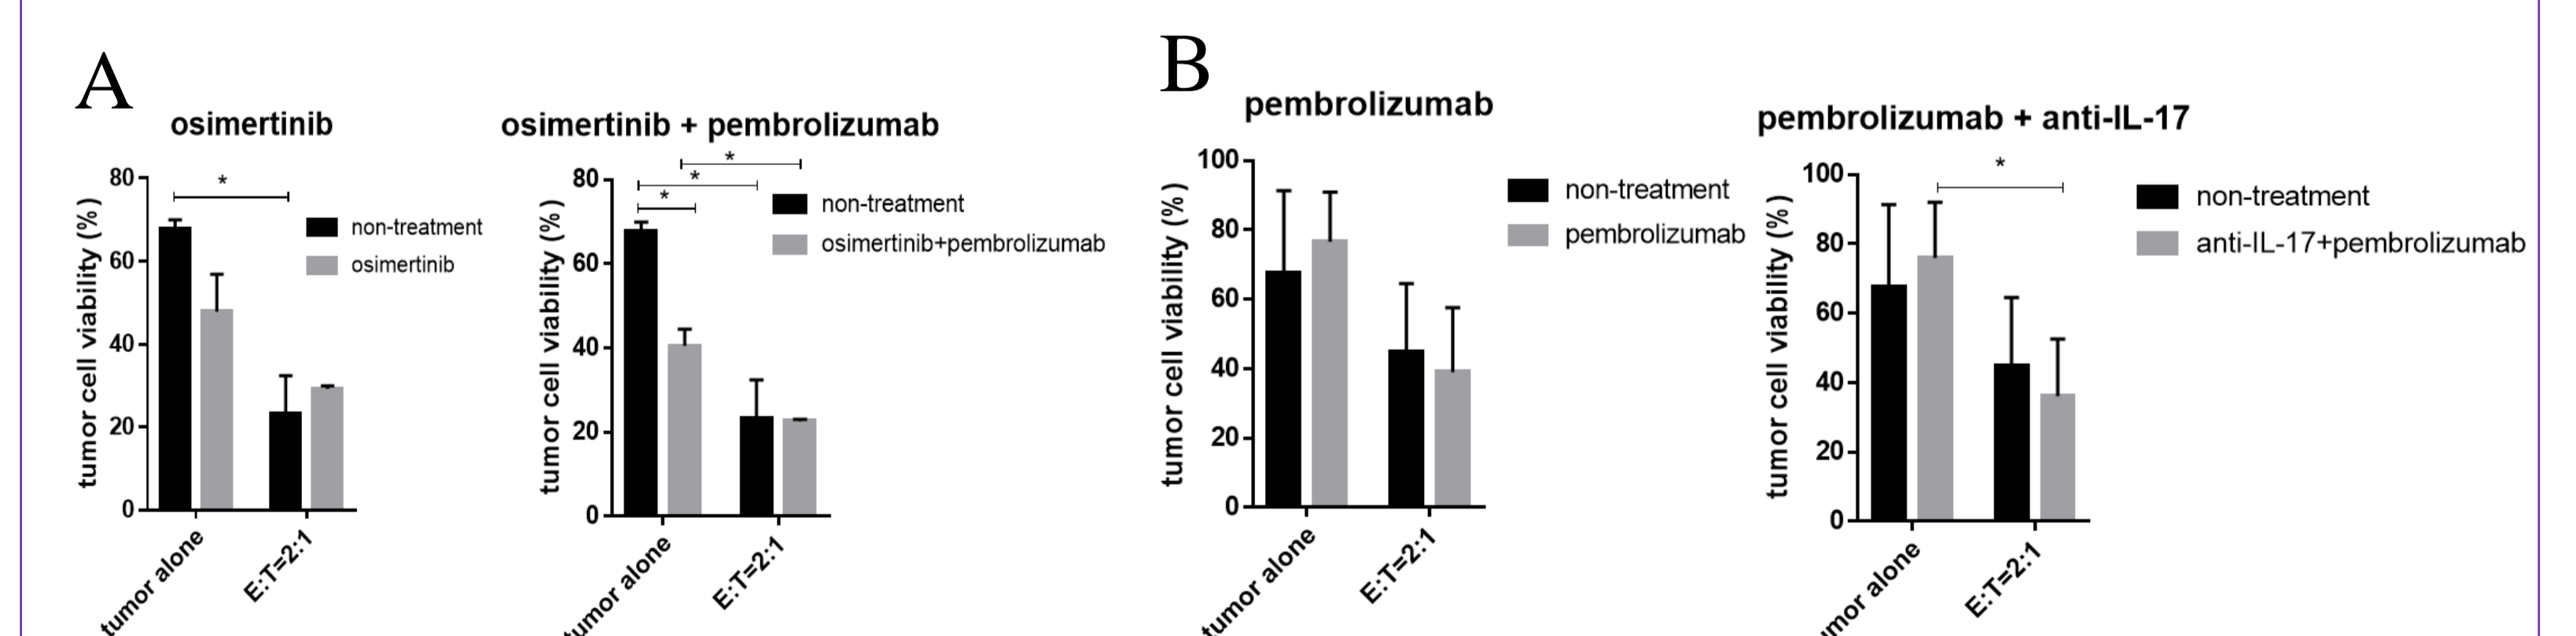 A
osimertinib
*
80
60
40
20
0
tumor cell viability (%)
tumor alone
E:T=2:1
non-treatment
osimertinib
osimertinib + pembrolizumab
*
*
*
80
60
40
20
0
tumor cell viability (%)
tumor alone
E:T=2:1
non-treatment
osimertinib+pembrolizumab
B
pembrolizumab
100
80
60
40
20
0
tumor cell viability (%)
tumor alone
E:T=2:1
non-treatment
pembrolizumab
pembrolizumab + anti-IL-17
*
100
80
60
40
20
0
tumor cell viability (%)
umor alone
E:T=2:1
non-treatment
anti-IL-17+pembrolizumab